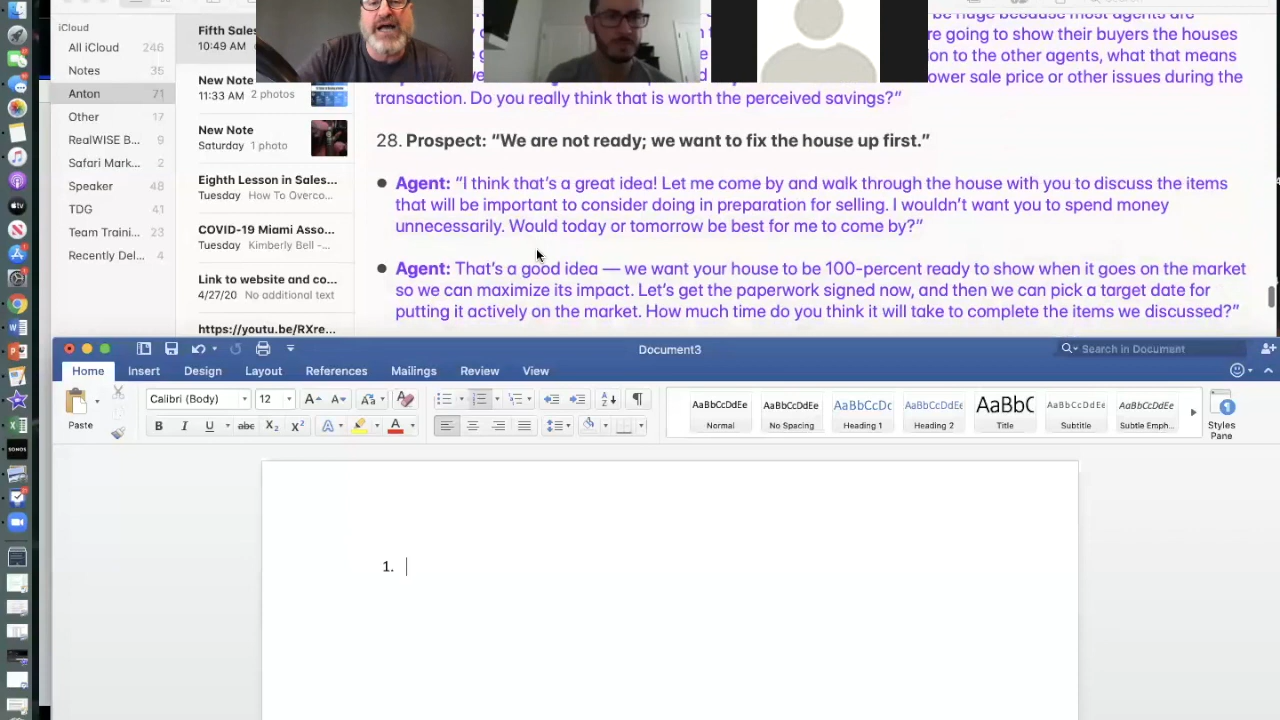 Search
be huge because most agents are
re going to show their buyers the houses
on to the other agents, what that means
ower sale price or other issues during the
transaction. Do you really think that is worth the perceived savings?”
28. Prospect: “We are not ready; we want to fix the house up first.”
Agent: “I think that’s a great idea! Let me come by and walk through the house with you to discuss the items
that will be important to consider doing in preparation for selling. I wouldn’t want you to spend money
unnecessarily. Would today or tomorrow be best for me to come by?”
Agent: That’s a good idea — we want your house to be 100-percent ready to show when it goes on the market
so we can maximize its impact. Let’s get the paperwork signed now, and then we can pick a target date for
putting it actively on the market. How much time do you think it will take to complete the items we discussed?”
iCloud
All iCloud 246
Notes 35
Anton 71
Other 17
RealWISE B... 9
Safari Mark... 2
Speaker 48
TDG 41
Team Traini... 23
Recently Del... 4
Fifth Sales
10:49 AM
New Note
11:33 AM 2 photos
New Note
Saturday 1 photo
Eighth Lesson in Sales...
Tuesday How To Overco...
COVID-19 Miami Asso...
Tuesday Kimberly Bell -...
Link to website and co...
4/27/20 No additional text
https://youtu.be/RXre...
Document3
Search in Document
Home Insert Design Layout References Mailings Review View
Paste
Calibri (Body) 12
A A Aa A
B I U abc X2 X2 A A
AaBbCcDdEe AaBbCcDdEe AaBbCcDc AaBbCcDdEe AaBbC AaBbCcDdEe AaBbCcDdEe
Normal No Spacing Heading 1 Heading 2 Title Subtitle Subtle Emph...
Styles
Pane
1.
SONOS
tv